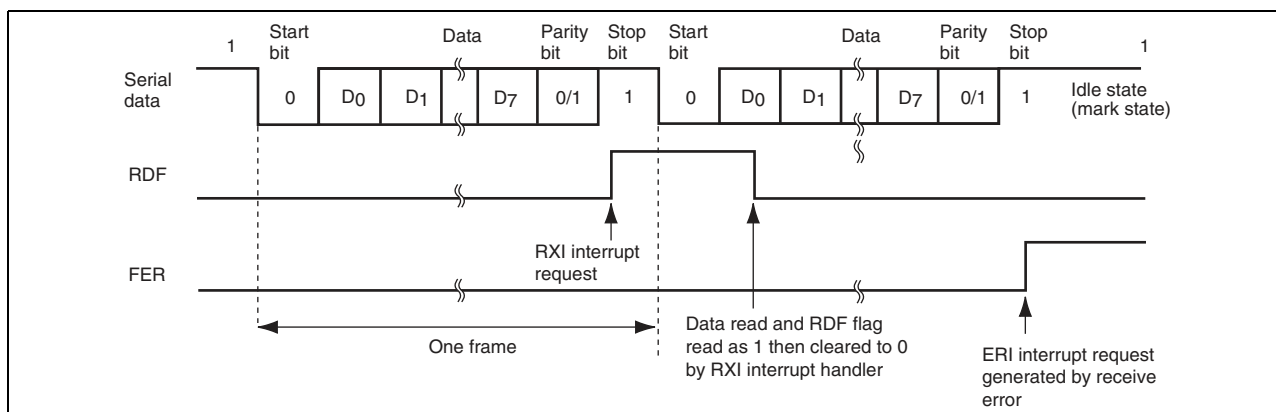 1 Start bit Data Parity bit Stop bit Start bit Data Parity bit Stop bit 1
Serial data 0 D0 D1 D7 0/1 1 0 D0 D1 D7 0/1 1 Idle state (mark state)
RDF
RXI interrupt
request
FER
One frame
Data read and RDF flag
read as 1 then cleared to 0
by RXI interrupt handler
ERI interrupt request
generated by receive
error